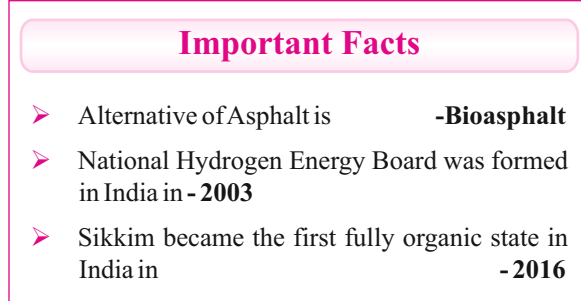 Important Facts
➢ Alternative of Asphalt is -Bioasphalt
➢ National Hydrogen Energy Board was formed
in India in - 2003
➢ Sikkim became the first fully organic state in
India in - 2016